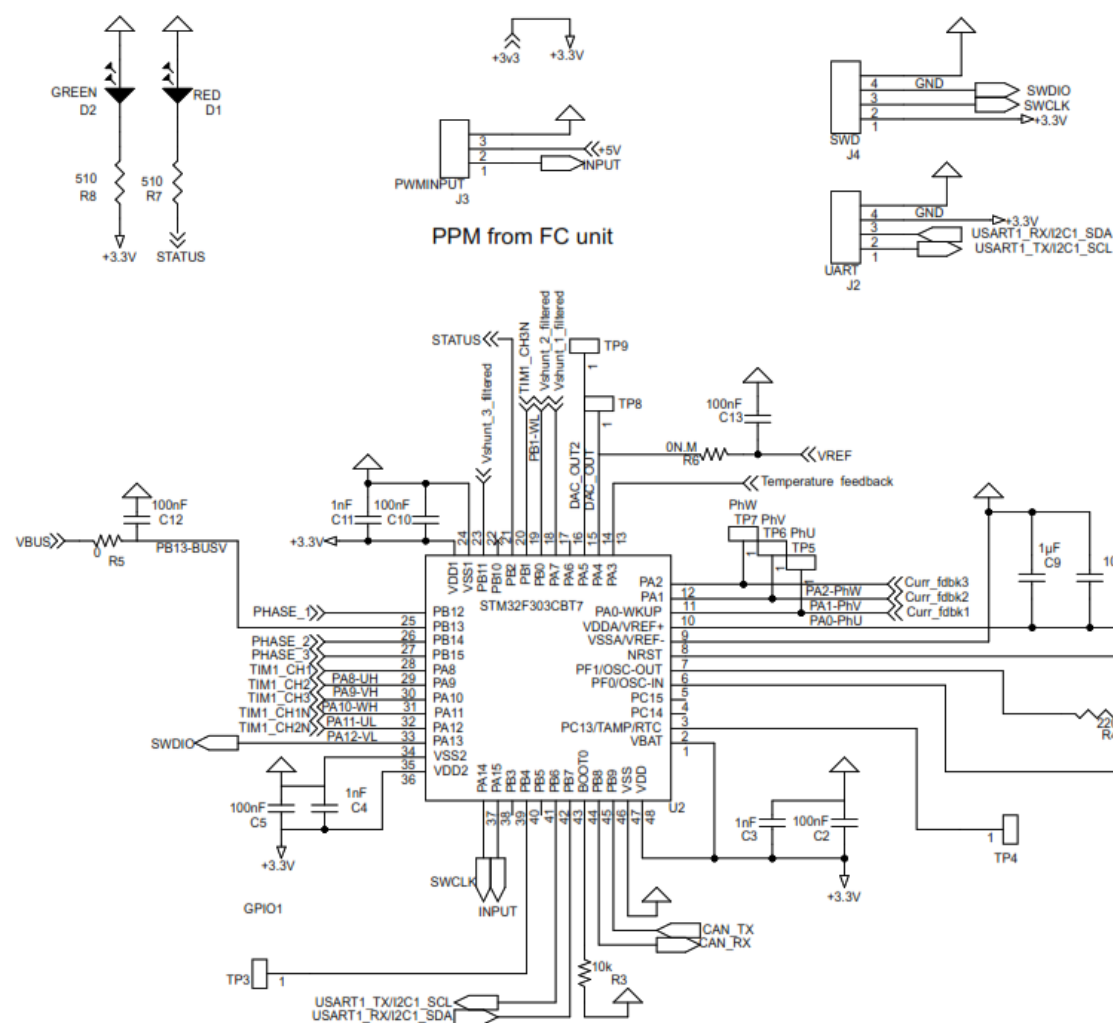 +3v3
+3.3V
GREEN
D2
RED
D1
510
R8
510
R7
+3.3V
STATUS
3
2
1
+5V
INPUT
PWMINPUT
J3
PPM from FC unit
4
3
2
1
GND
SWDIO
SWCLK
+3.3V
SWD
J4
4
3
2
1
GND
+3.3V
USART1_RX/I2C1_SDA
USART1_TX/I2C1_SCL
UART
J2
STATUS
Vshunt_3_filtered
TIM1_CH3N
PB1-WL
Vshunt_2_filtered
Vshunt_1_filtered
TP9
1
TP8
1
DAC_OUT2
DAC_OUT
100nF
C13
0N.M
R6
VREF
Temperature feedback
100nF
C12
VBUS
0
R5
PB13-BUSV
1nF
C11
100nF
C10
+3.3V
24
23
22
21
20
19
18
17
16
15
14
13
VDD1
VSS1
PB11
PB10
PB2
PB1
PB0
PA7
PA6
PA5
PA4
PA3
STM32F303CBT7
PhW
TP7
PhV
TP6
PhU
TP5
1
1
1
PHASE_1
PHASE_2
PHASE_3
TIM1_CH1
TIM1_CH2
TIM1_CH3
TIM1_CH1N
TIM1_CH2N
SWDIO
PA8-UH
PA9-VH
PA10-WH
PA11-UL
PA12-VL
25
26
27
28
29
30
31
32
33
34
35
36
PB12
PB13
PB14
PB15
PA8
PA9
PA10
PA11
PA12
PA13
VSS2
VDD2
PA2
PA1
PA0-WKUP
VDDA/VREF+
VSSA/VREF-
NRST
PF1/OSC-OUT
PF0/OSC-IN
PC15
PC14
PC13/TAMP/RTC
VBAT
12
11
10
9
8
7
6
5
4
3
2
1
PA2-PhW
PA1-PhV
PA0-PhU
Curr_fdbk3
Curr_fdbk2
Curr_fdbk1
1µF
C9
10
220
R4
PA14
PA15
PB3
PB4
PB5
PB6
PB7
BOOT0
PB8
PB9
VSS
VDD
U2
37
38
39
40
41
42
43
44
45
46
47
48
100nF
C5
1nF
C4
+3.3V
1nF
C3
100nF
C2
+3.3V
1
TP4
SWCLK
INPUT
GPIO1
CAN_TX
CAN_RX
TP3
1
10k
R3
USART1_TX/I2C1_SCL
USART1_RX/I2C1_SDA